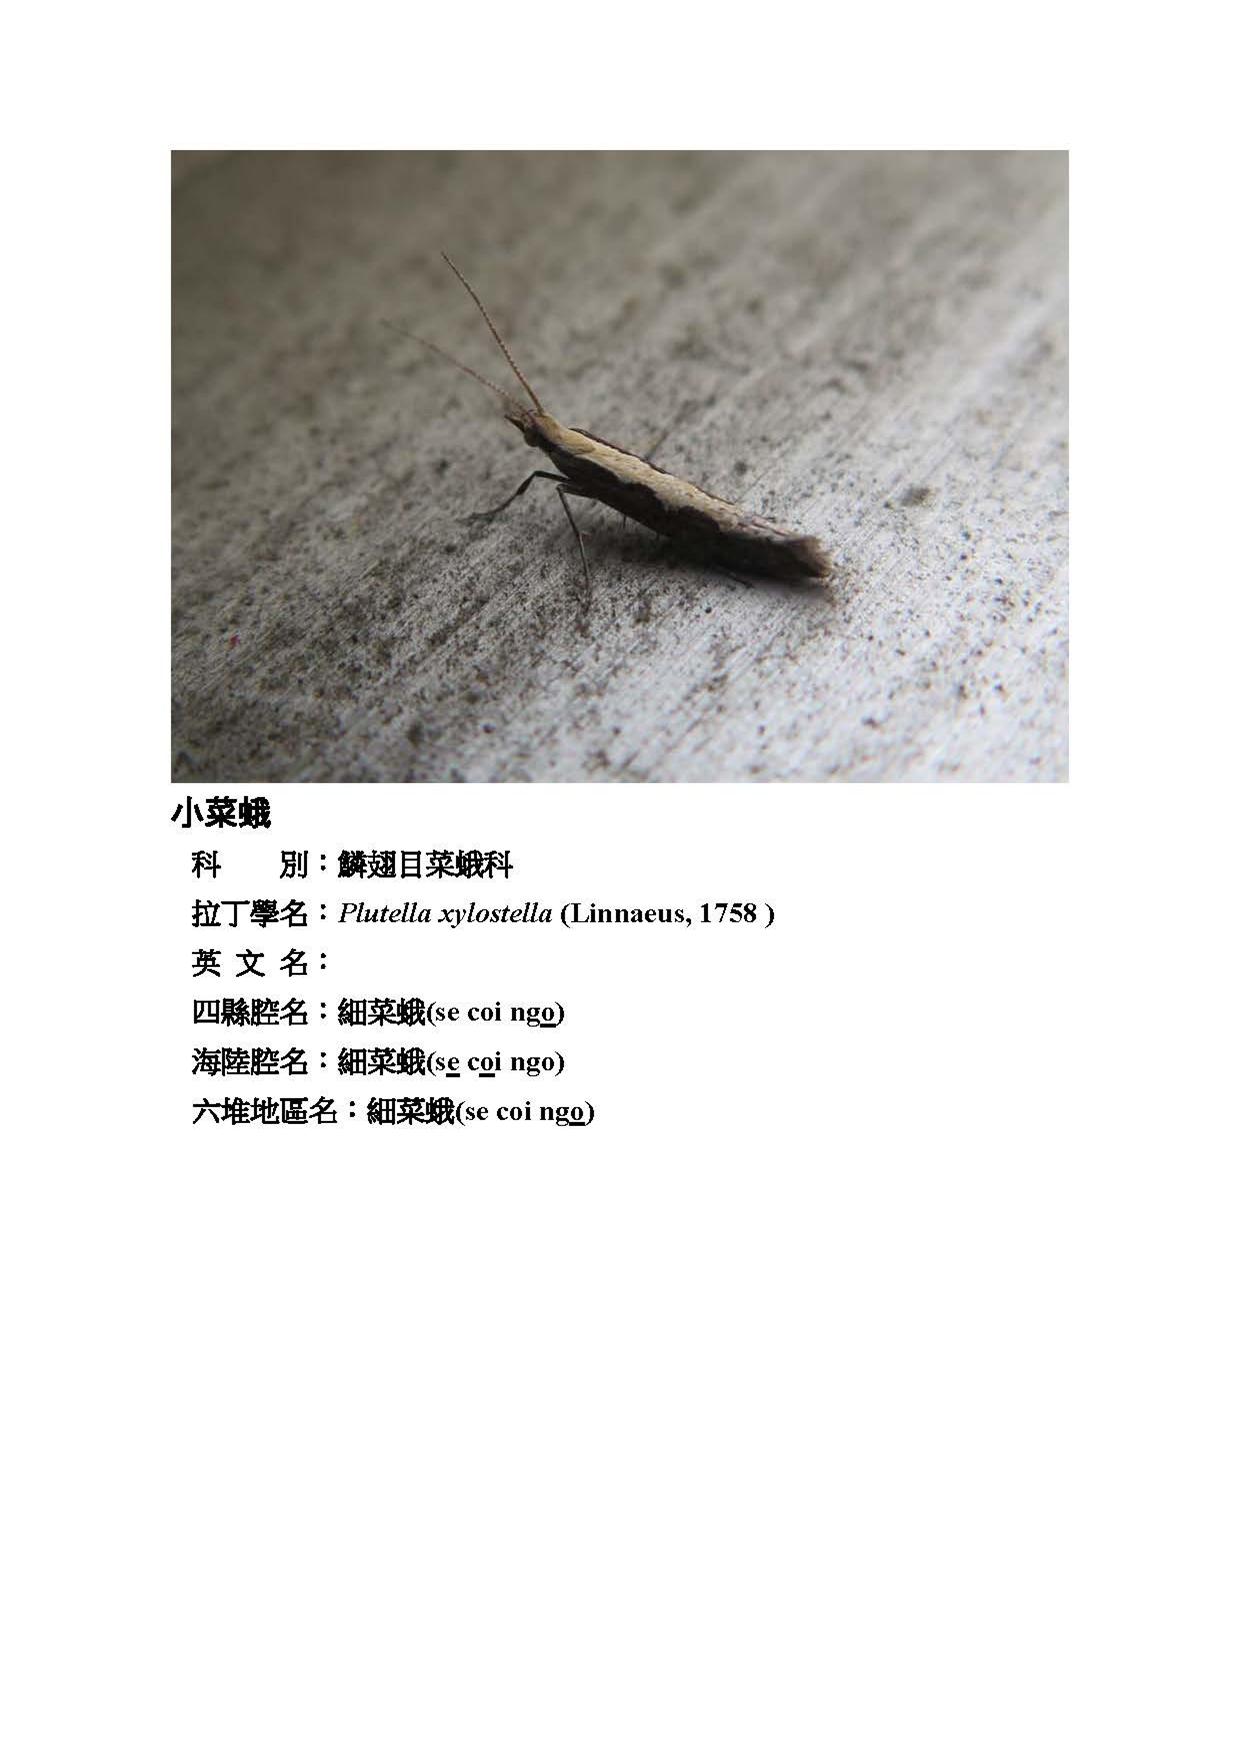 小菜蛾
科　　別：鱗翅目菜蛾科
拉丁學名：Plutella xylostella (Linnaeus, 1758 )
英 文 名：
四縣腔名：細菜蛾(se coi ngo)
海陸腔名：細菜蛾(se coi ngo)
六堆地區名：細菜蛾(se coi ngo)